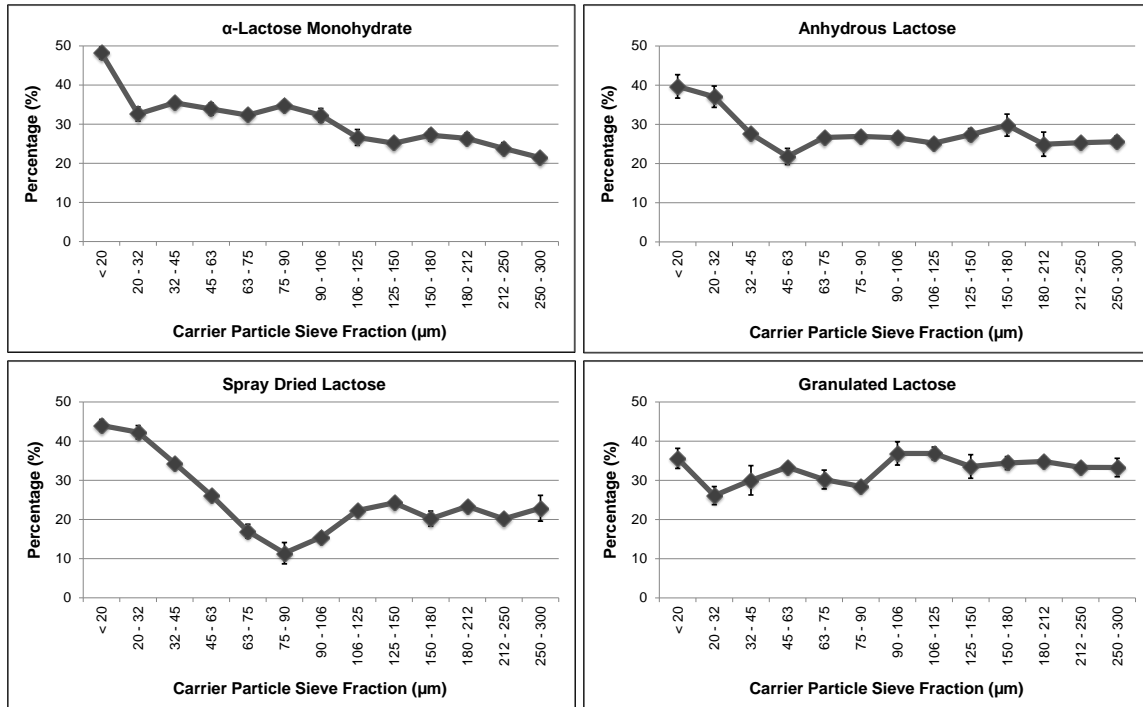 α-Lactose Monohydrate
Percentage (%)
50
40
30
20
10
0
< 20
20 - 32
32 - 45
45 - 63
63 - 75
75 - 90
90 - 106
106 - 125
125 - 150
150 - 180
180 - 212
212 - 250
250 - 300
Carrier Particle Sieve Fraction (µm)
Anhydrous Lactose
Percentage (%)
50
40
30
20
10
0
< 20
20 - 32
32 - 45
45 - 63
63 - 75
75 - 90
90 - 106
106 - 125
125 - 150
150 - 180
180 - 212
212 - 250
250 - 300
Carrier Particle Sieve Fraction (µm)
Spray Dried Lactose
Percentage (%)
50
40
30
20
10
0
< 20
20 - 32
32 - 45
45 - 63
63 - 75
75 - 90
90 - 106
106 - 125
125 - 150
150 - 180
180 - 212
212 - 250
250 - 300
Carrier Particle Sieve Fraction (µm)
Granulated Lactose
Percentage (%)
50
40
30
20
10
0
< 20
20 - 32
32 - 45
45 - 63
63 - 75
75 - 90
90 - 106
106 - 125
125 - 150
150 - 180
180 - 212
212 - 250
250 - 300
Carrier Particle Sieve Fraction (µm)